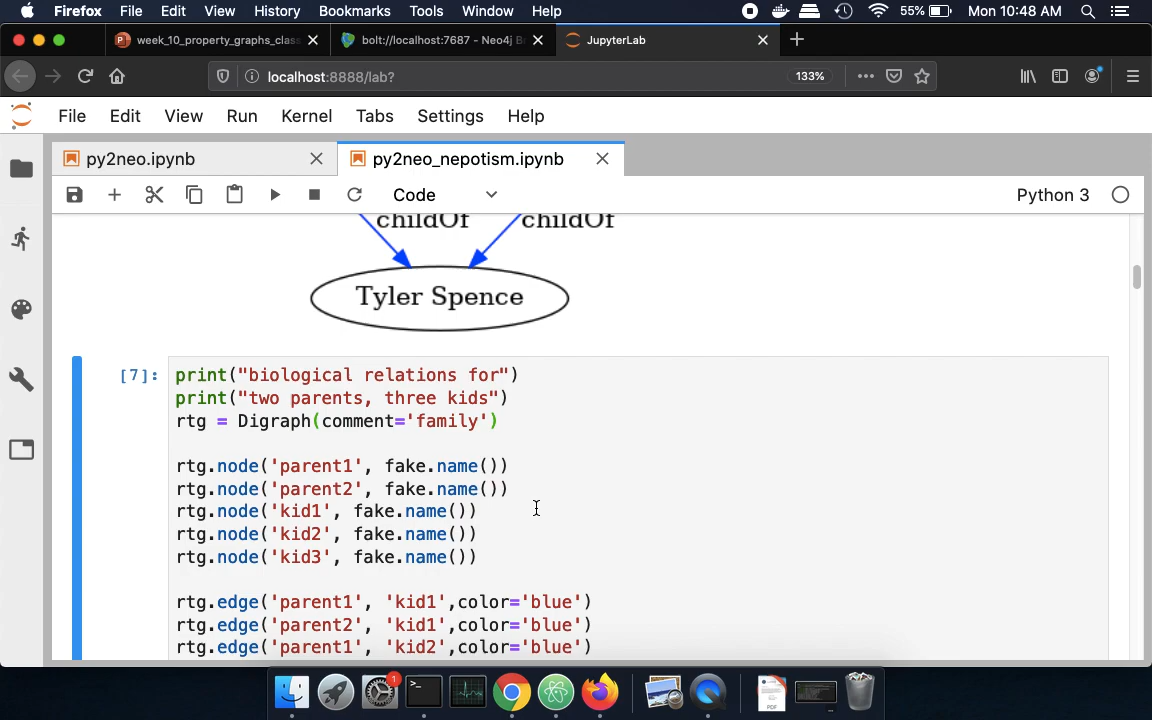 Firefox File Edit View History Bookmarks Tools Window Help 55% Mon 10:48 AM
week_10_property_graphs_class
bolt://localhost:7687 - Neo4j Br
JupyterLab
localhost:8888/lab? 133%
File Edit View Run Kernel Tabs Settings Help
py2neo.ipynb
py2neo_nepotism.ipynb
Code
Python 3
childOf childOf
Tyler Spence
[7]: print("biological relations for")
print("two parents, three kids")
rtg = Digraph(comment='family')
rtg.node('parent1', fake.name())
rtg.node('parent2', fake.name())
rtg.node('kid1', fake.name())
rtg.node('kid2', fake.name())
rtg.node('kid3', fake.name())
rtg.edge('parent1', 'kid1',color='blue')
rtg.edge('parent2', 'kid1',color='blue')
rtg.edge('parent1', 'kid2',color='blue')
1
PDF